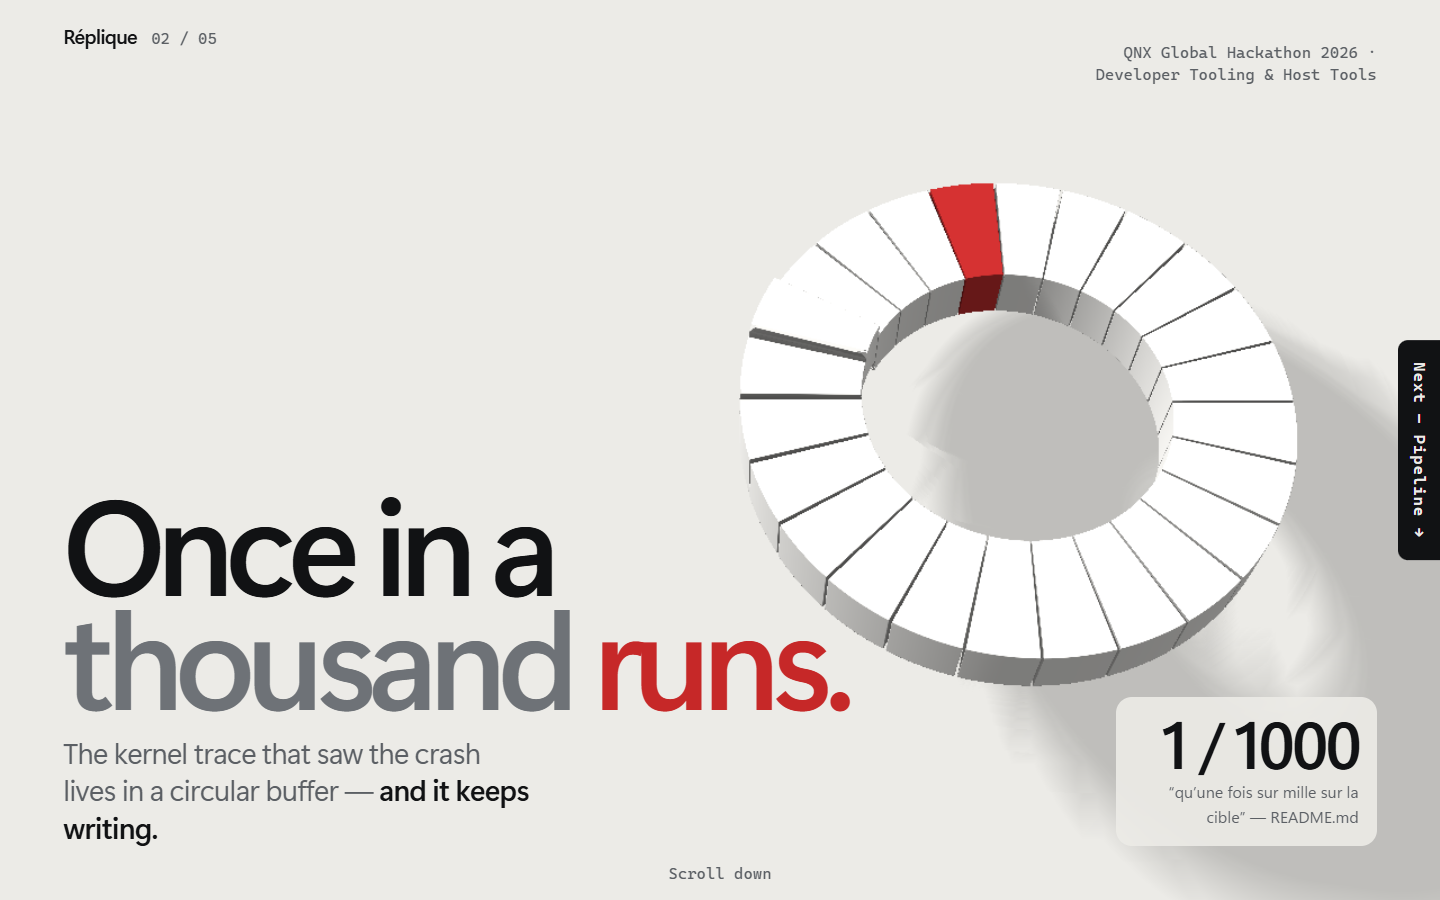 Réplique 02 / 05
QNX Global Hackathon 2026 ·
Developer Tooling & Host Tools
Once in a
thousand runs.
The kernel trace that saw the crash
lives in a circular buffer — and it keeps
writing.
Next — Pipeline →
1 / 1000
“qu’une fois sur mille sur la
cible” — README.md
Scroll down